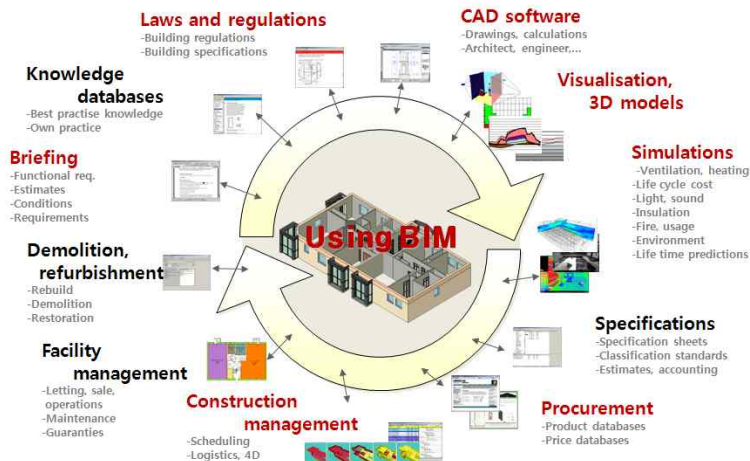 Laws and regulations
-Building regulations
-Building specifications
CAD software
-Drawings, calculations
-Architect, engineer,...
Visualisation,
3D models
Simulations
-Ventilation, heating
-Life cycle cost
-Light, sound
-Insulation
-Fire, usage
-Environment
-Life time predictions
Specifications
-Specification sheets
-Classification standards
-Estimates, accounting
Procurement
-Product databases
-Price databases
Construction
management
-Scheduling
-Logistics, 4D
Facility
management
-Letting, sale,
operations
-Maintenance
-Guaranties
Demolition,
refurbishment
-Rebuild
-Demolition
-Restoration
Briefing
-Functional req.
-Estimates
-Conditions
-Requirements
Knowledge
databases
-Best practise knowledge
-Own practice
Using BIM